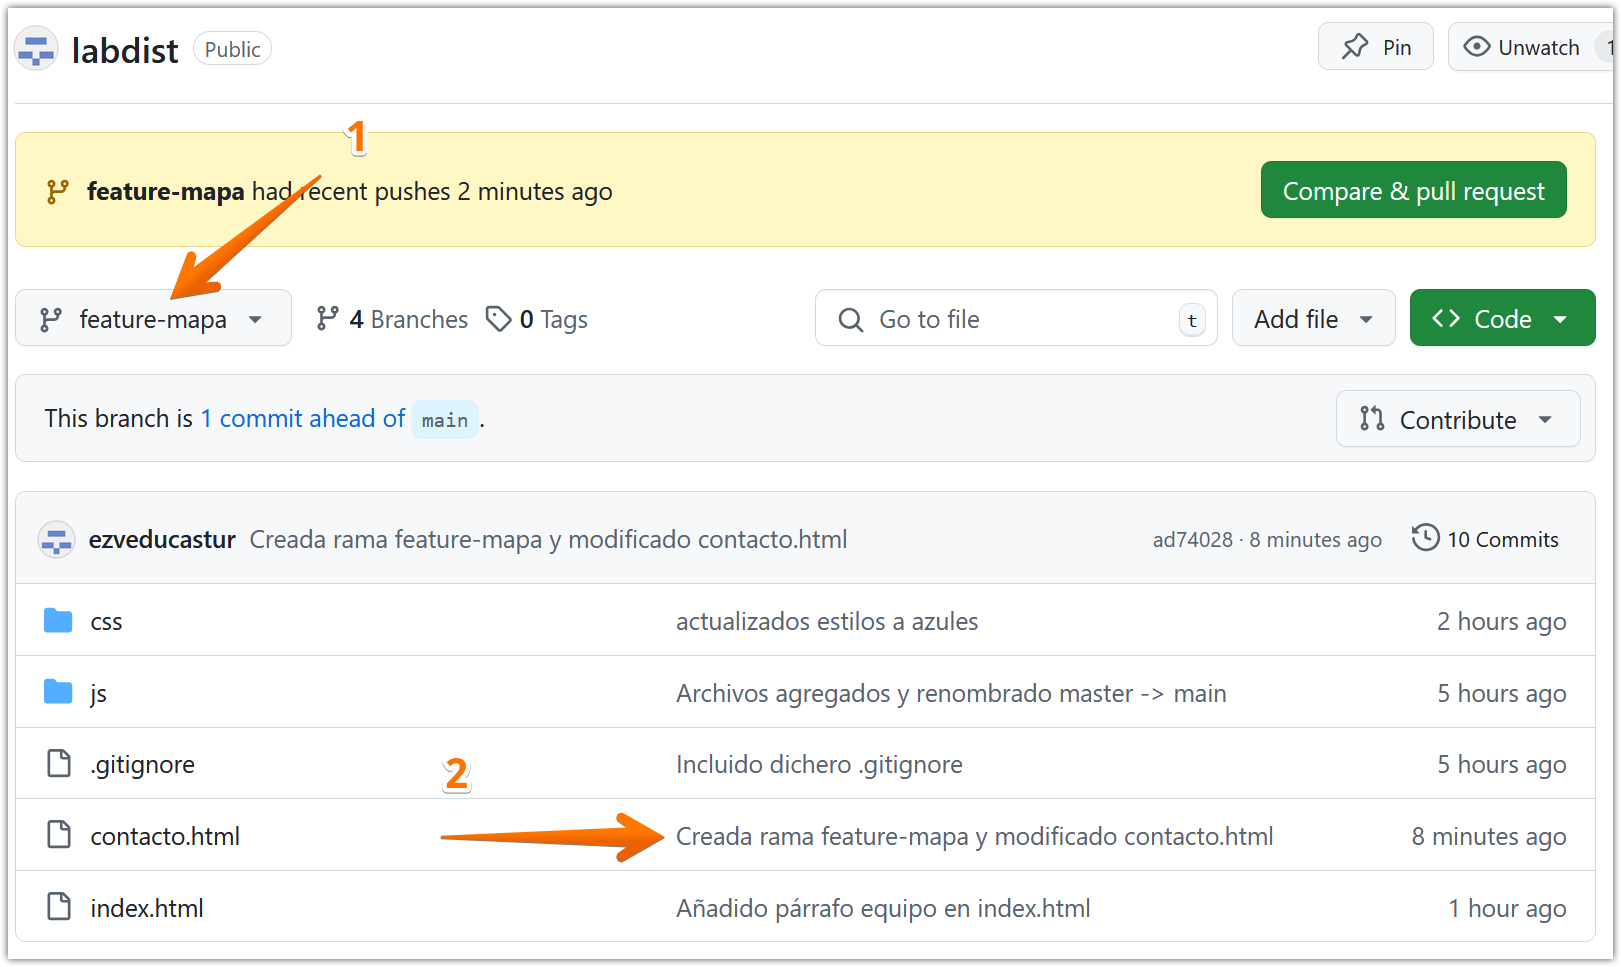 labdist Public Pin Unwatch 1
1
feature-mapa had recent pushes 2 minutes ago Compare & pull request
feature-mapa 4 Branches 0 Tags Go to file t Add file Code
This branch is 1 commit ahead of main. Contribute
ezveducastur Creada rama feature-mapa y modificado contacto.html ad74028 · 8 minutes ago 10 Commits
css actualizados estilos a azules 2 hours ago
js Archivos agregados y renombrado master -> main 5 hours ago
.gitignore Incluido dichero .gitignore 5 hours ago
2
contacto.html Creada rama feature-mapa y modificado contacto.html 8 minutes ago
index.html Añadido párrafo equipo en index.html 1 hour ago